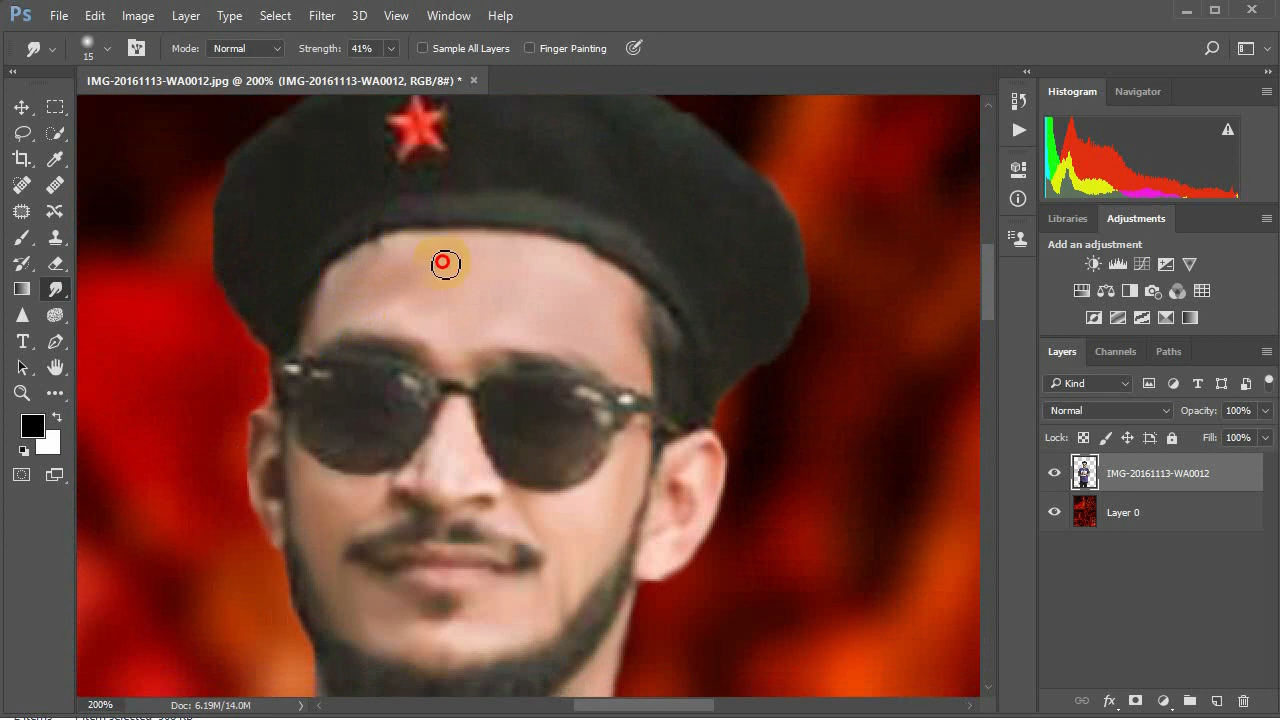 Ps File Edit Image Layer Type Select Filter 3D View Window Help
15 Mode: Normal Strength: 41% Sample All Layers Finger Painting
IMG-20161113-WA0012.jpg @ 200% (IMG-20161113-WA0012, RGB/8#) *
Histogram Navigator
Libraries Adjustments
Add an adjustment
Layers Channels Paths
Kind
Normal Opacity: 100%
Lock: Fill: 100%
IMG-20161113-WA0012
Layer 0
200% Doc: 6.19M/14.0M